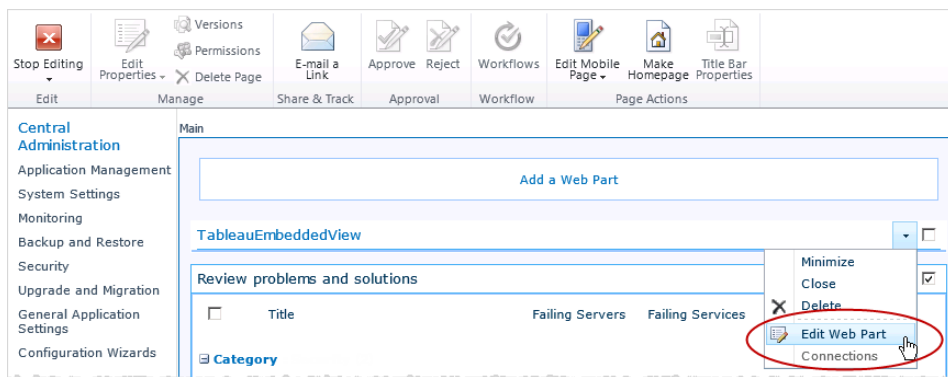 Versions
Permissions
Delete Page
Stop Editing
Edit Properties
E-mail a Link
Approve
Reject
Workflows
Edit Mobile Page
Make Homepage
Title Bar Properties
Edit
Manage
Share & Track
Approval
Workflow
Page Actions
Central
Administration
Application Management
System Settings
Monitoring
Backup and Restore
Security
Upgrade and Migration
General Application
Settings
Configuration Wizards
Main
Add a Web Part
TableauEmbeddedView
Minimize
Close
Delete
Edit Web Part
Connections
Review problems and solutions
Title
Failing Servers
Failing Services
Category